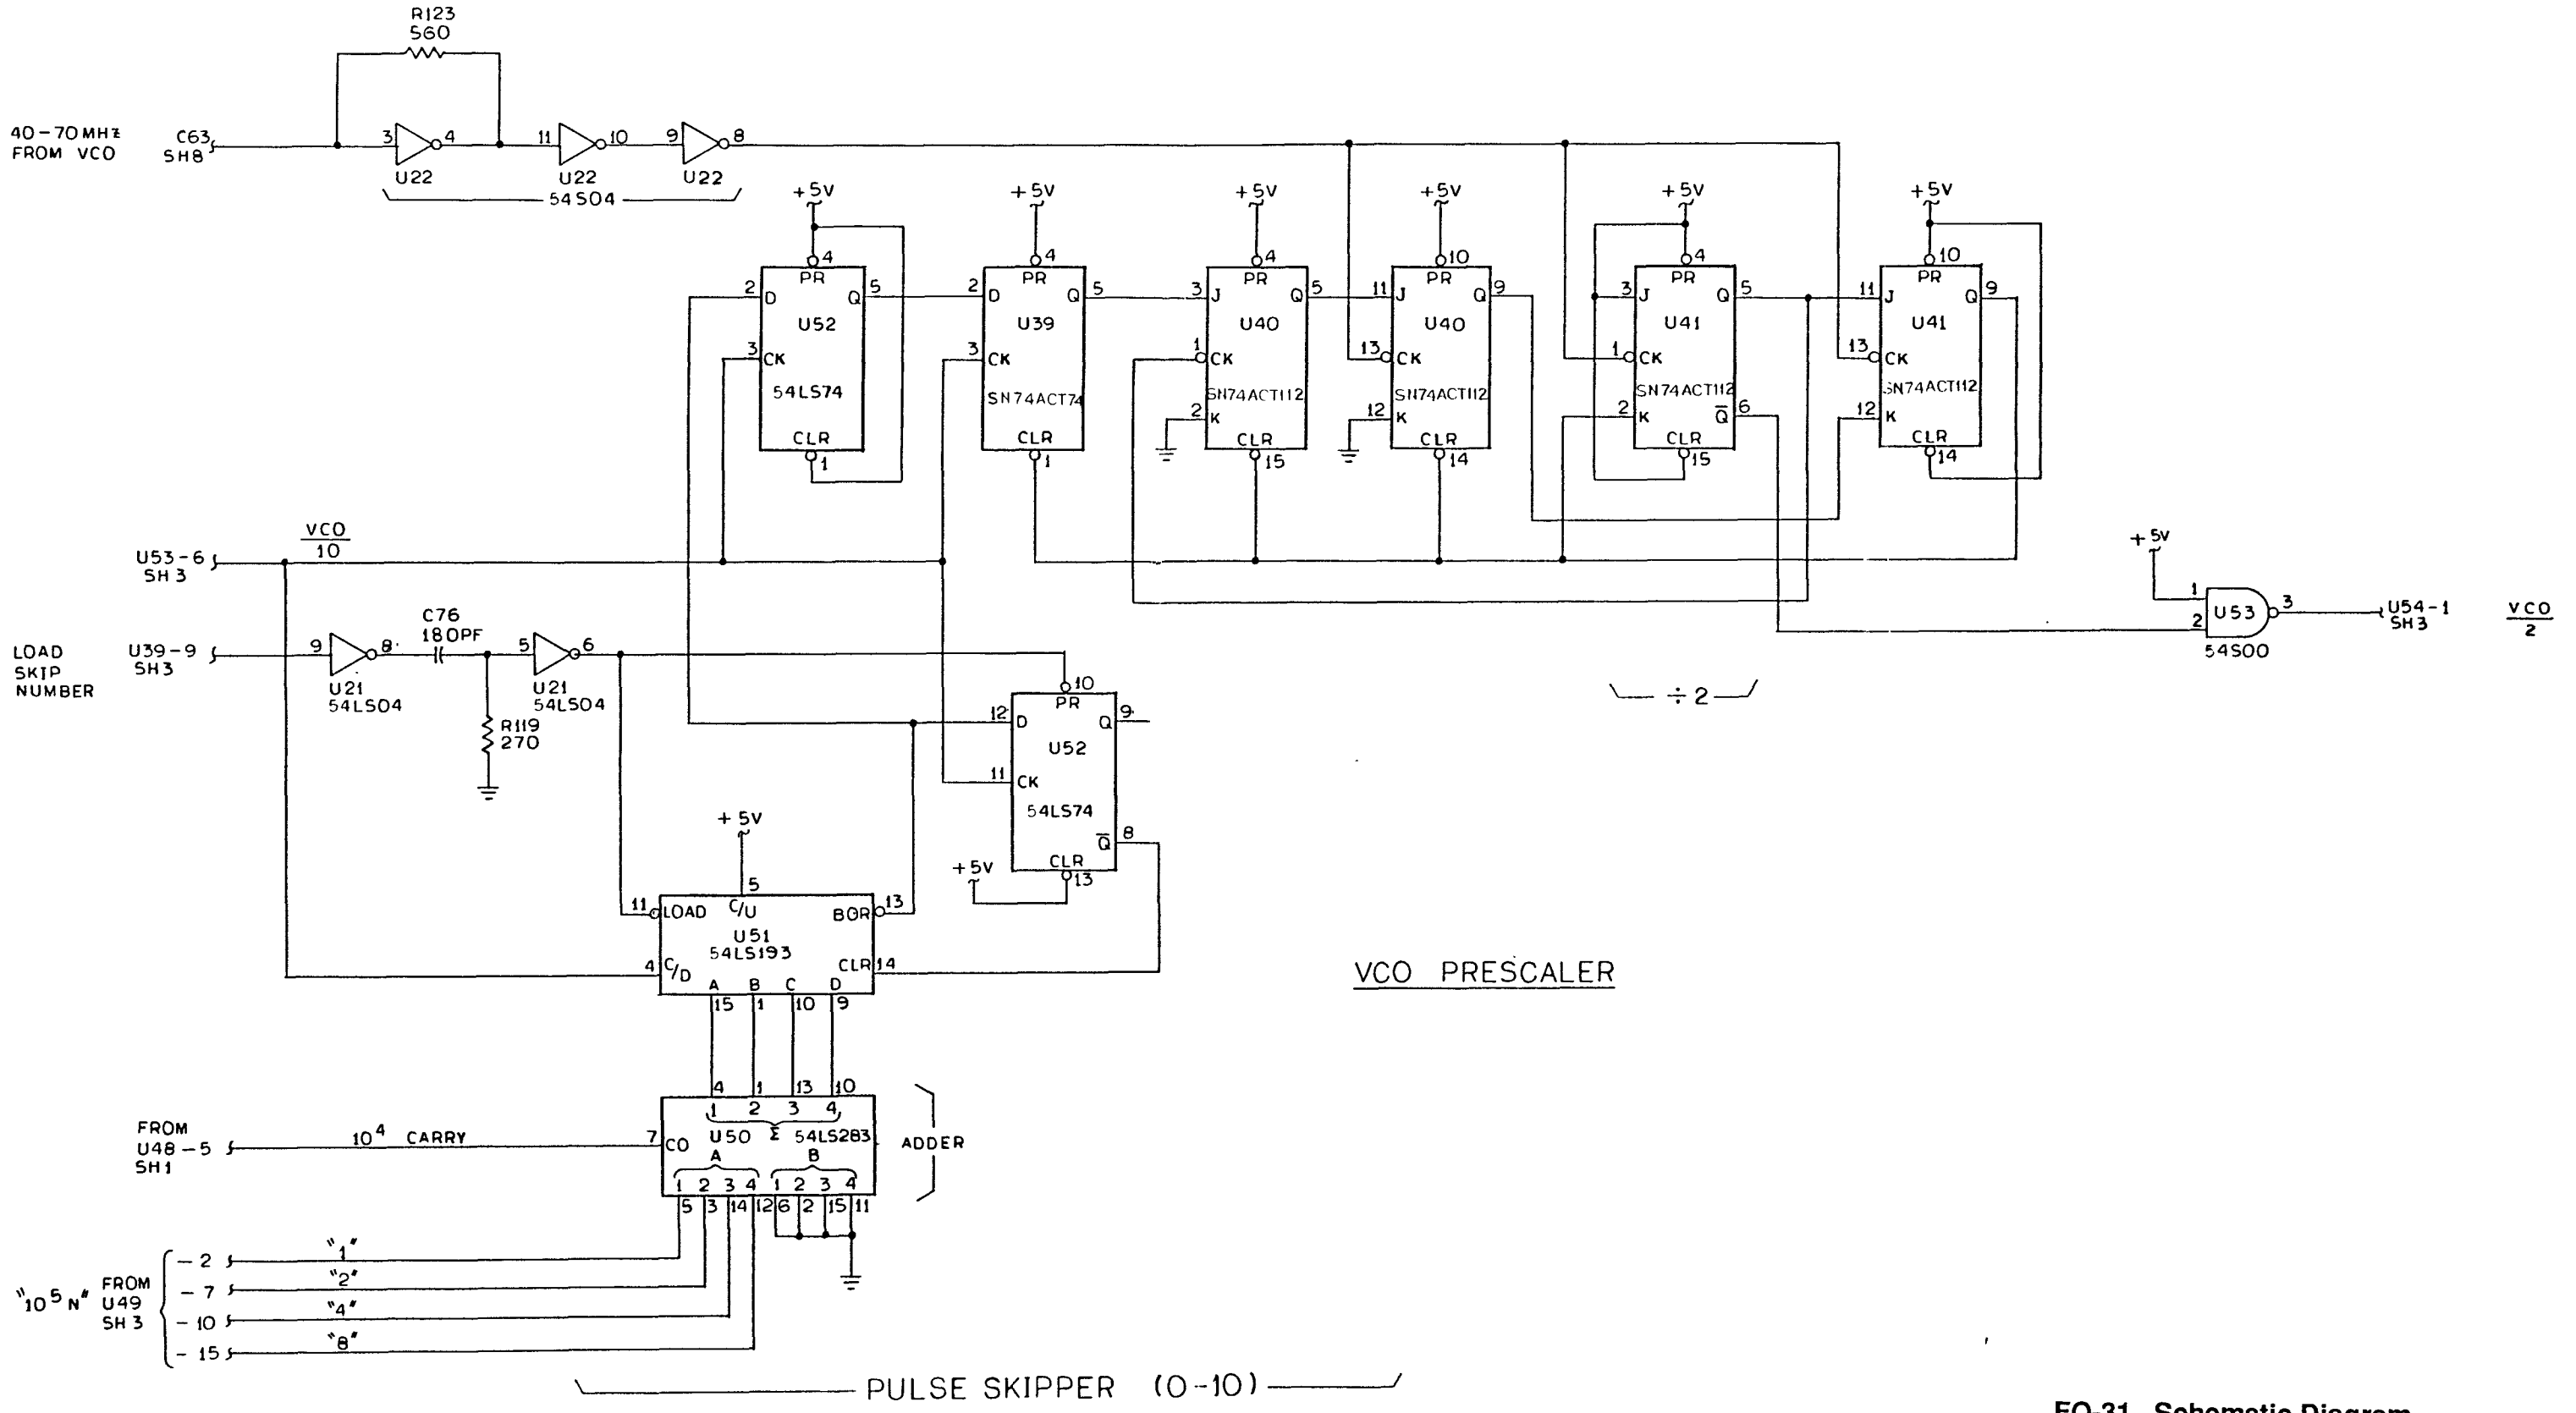 R123
560
40-70MHz
FROM VCO
C63
SH8
3
4
11
10
9
8
U22
U22
U22
54S04
+5V
+5V
+5V
+5V
+5V
+5V
4
PR
2
D
Q
5
U52
3
CK
54LS74
CLR
1
4
PR
2
D
Q
5
U39
3
CK
SN74ACT74
CLR
1
4
PR
3
J
Q
5
U40
1
CK
SN74ACT112
2
K
CLR
15
10
PR
11
J
Q
9
U40
13
CK
SN74ACT112
12
K
CLR
14
4
PR
3
J
Q
5
U41
1
CK
SN74ACT112
2
K
Q̅
6
CLR
15
10
PR
11
J
Q
9
U41
13
CK
SN74ACT112
12
K
CLR
14
VCO
10
U53-6
SH 3
LOAD
SKIP
NUMBER
U39-9
SH3
9
8
U21
54LS04
C76
180PF
R119
270
5
6
U21
54LS04
10
PR
12
D
Q
9
U52
11
CK
54LS74
Q̅
8
CLR
13
+5V
÷2
+5V
1
2
U53
3
54S00
U54-1
SH3
VCO
2
+5V
5
11
LOAD
C/U
BOR
13
U51
54LS193
4
C/D
CLR
14
A
B
C
D
15
1
10
9
VCO PRESCALER
4
1
13
10
1
2
3
4
U50
Σ
54LS283
FROM
U48-5
SH1
10⁴ CARRY
7
CO
ADDER
A
B
1
2
3
4
1
2
3
4
5
3
14
12
6
2
15
11
"10⁵N"
FROM
U49
SH 3
-2
"1"
-7
"2"
-10
"4"
-15
"8"
PULSE SKIPPER (0-10)
FO-31. Schematic Diagram